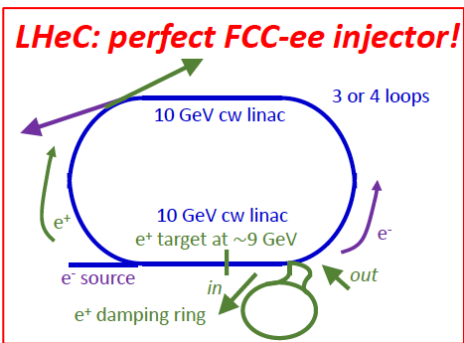 LHeC: perfect FCC-ee injector!
3 or 4 loops
10 GeV cw linac
10 GeV cw linac
e⁺
e⁺ target at ~9 GeV
e⁻
e⁻ source
in
out
e⁺ damping ring